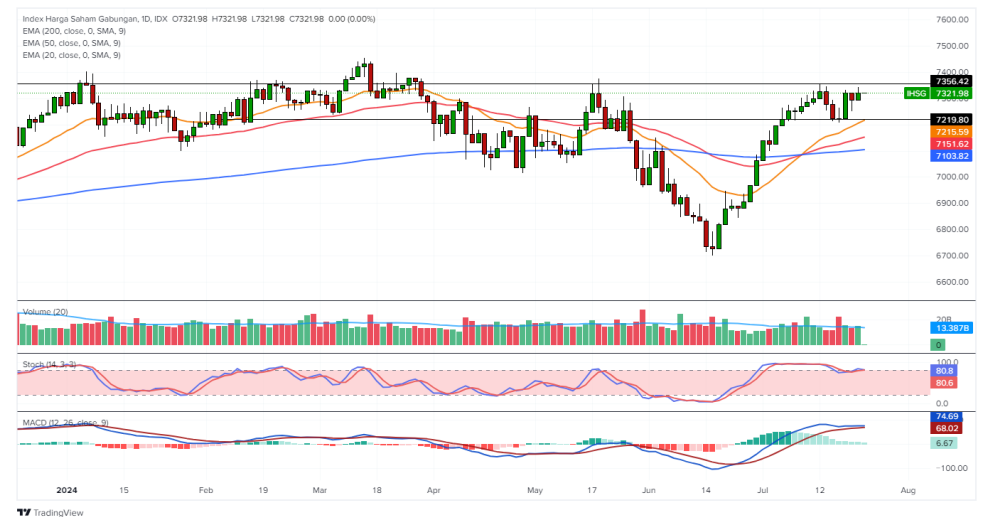 Index Harga Saham Gabungan, 1D, IDX O7321.98 H7321.98 L7321.98 C7321.98 0.00 (0.00%)
EMA (200, close, 0, SMA, 9)
EMA (50, close, 0, SMA, 9)
EMA (20, close, 0, SMA, 9)
7600.00
7500.00
7400.00
7356.42
IHSG 7321.98
7219.80
7215.59
7151.62
7103.82
7000.00
6900.00
6800.00
6700.00
6600.00
Volume (20)
20B
13.387B
0
Stoch (14, 3, 3)
100.0
80.8
80.6
0.0
MACD (12, 26, close, 9)
74.69
68.02
6.67
−100.00
2024 15 Feb 19 Mar 18 Apr May 17 Jun 14 Jul 12 Aug
TradingView